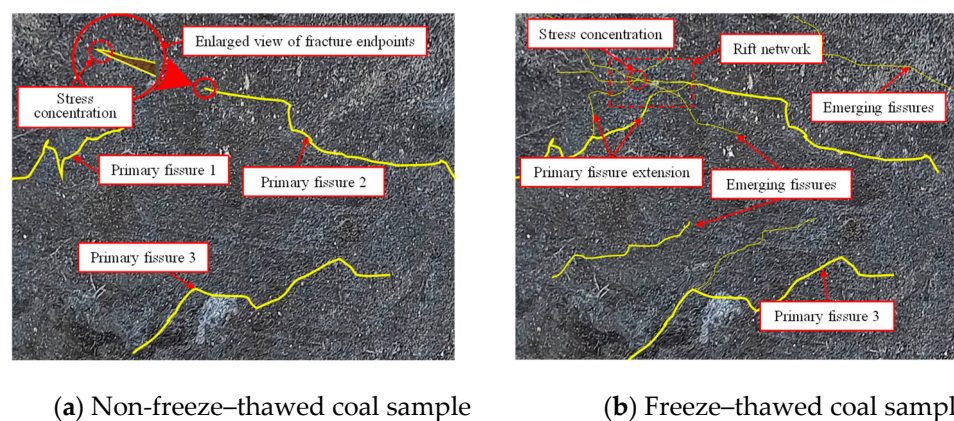 Enlarged view of fracture endpoints
Stress
concentration
Primary fissure 1
Primary fissure 2
Primary fissure 3
Stress concentration
Rift network
Emerging fissures
Primary fissure extension
Emerging fissures
Primary fissure 3
(a) Non-freeze–thawed coal sample
(b) Freeze–thawed coal sampl